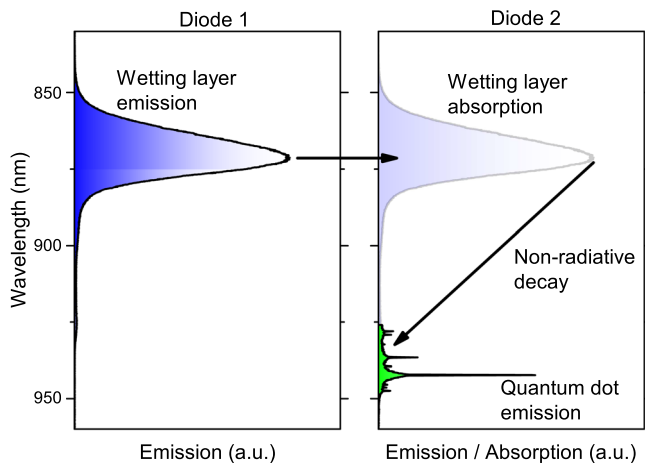 Diode 1
Diode 2
Wetting layer
emission
Wetting layer
absorption
850
900
950
Wavelength (nm)
Non-radiative
decay
Quantum dot
emission
Emission (a.u.)
Emission / Absorption (a.u.)